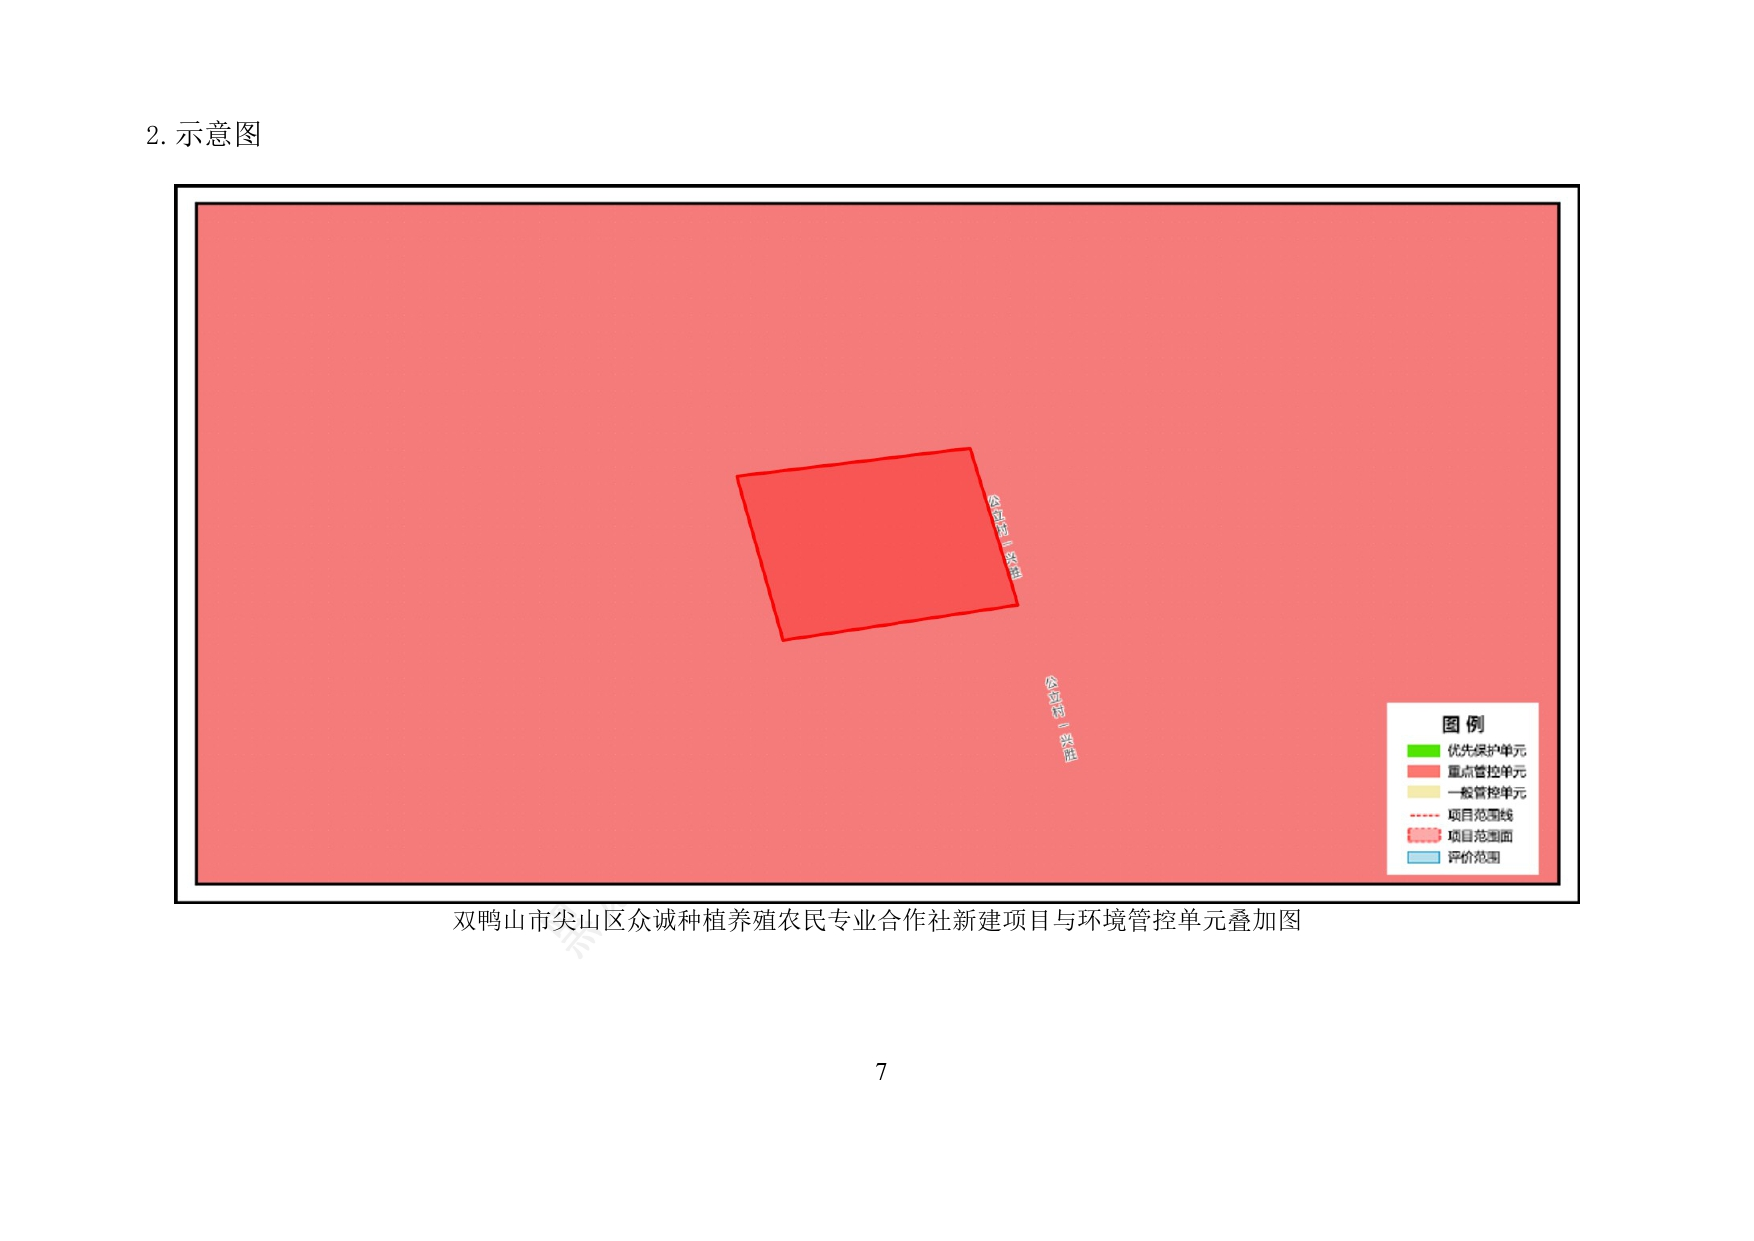 2.示意图
公立村—兴胜
公立村—兴胜
图例
优先保护单元
重点管控单元
一般管控单元
项目范围线
项目范围面
评价范围
双鸭山市尖山区众诚种植养殖农民专业合作社新建项目与环境管控单元叠加图
7